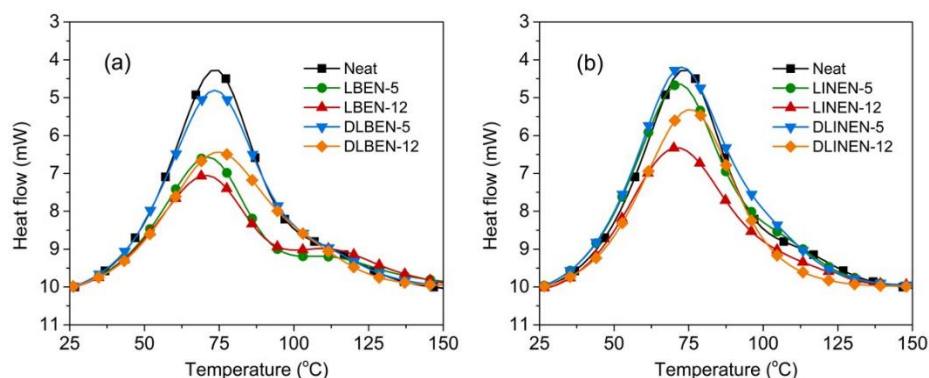 (a)
Neat
LBEN-5
LBEN-12
DLBEN-5
DLBEN-12
Heat flow (mW)
3
4
5
6
7
8
9
10
11
25
50
75
100
125
150
Temperature (°C)
(b)
Neat
LINEN-5
LINEN-12
DLINEN-5
DLINEN-12
Heat flow (mW)
3
4
5
6
7
8
9
10
11
25
50
75
100
125
150
Temperature (°C)